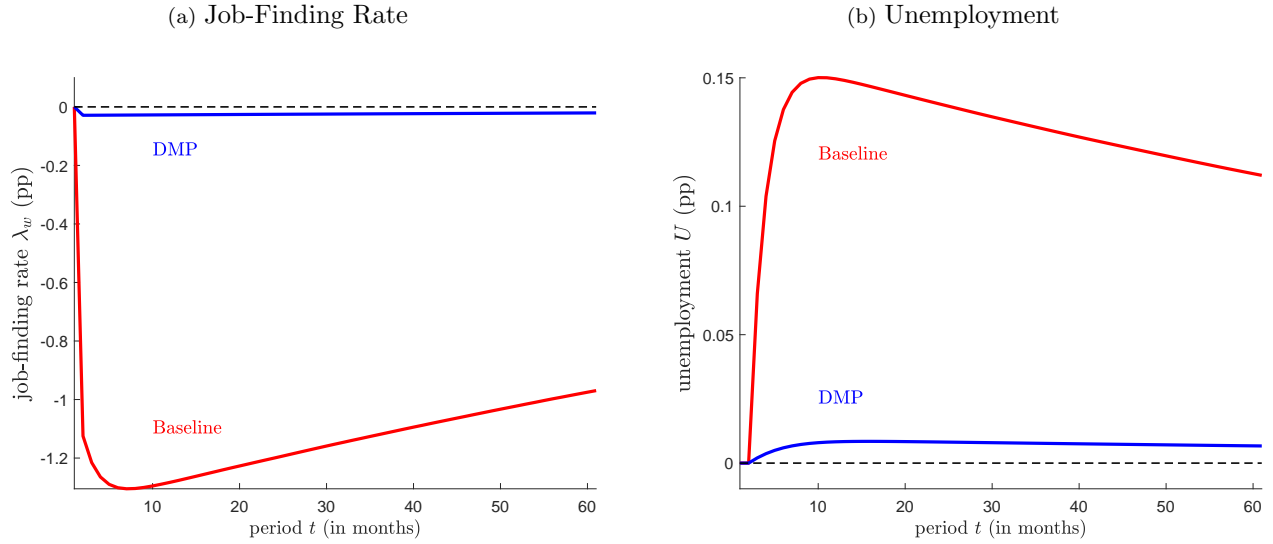 (a) Job-Finding Rate
0
-0.2
-0.4
-0.6
-0.8
-1
-1.2
job-finding rate λw (pp)
DMP
Baseline
10 20 30 40 50 60
period t (in months)
(b) Unemployment
0.15
0.1
0.05
0
unemployment U (pp)
Baseline
DMP
10 20 30 40 50 60
period t (in months)